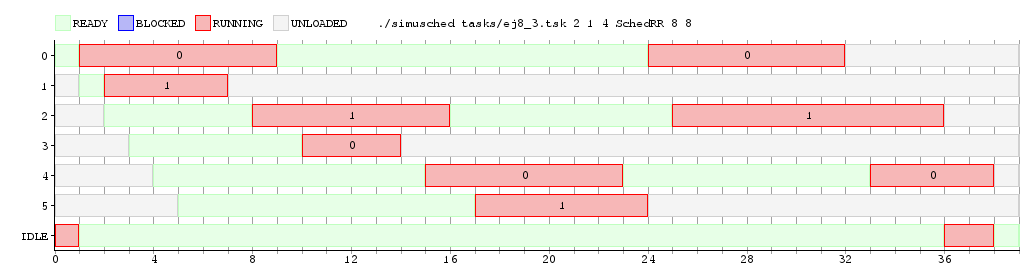 READY BLOCKED RUNNING UNLOADED ./simusched tasks/ej8_3.tsk 2 1 4 SchedRR 8 8
0 0 0
1 1
2 1 1
3 0
4 0 0
5 1
IDLE
0 4 8 12 16 20 24 28 32 36